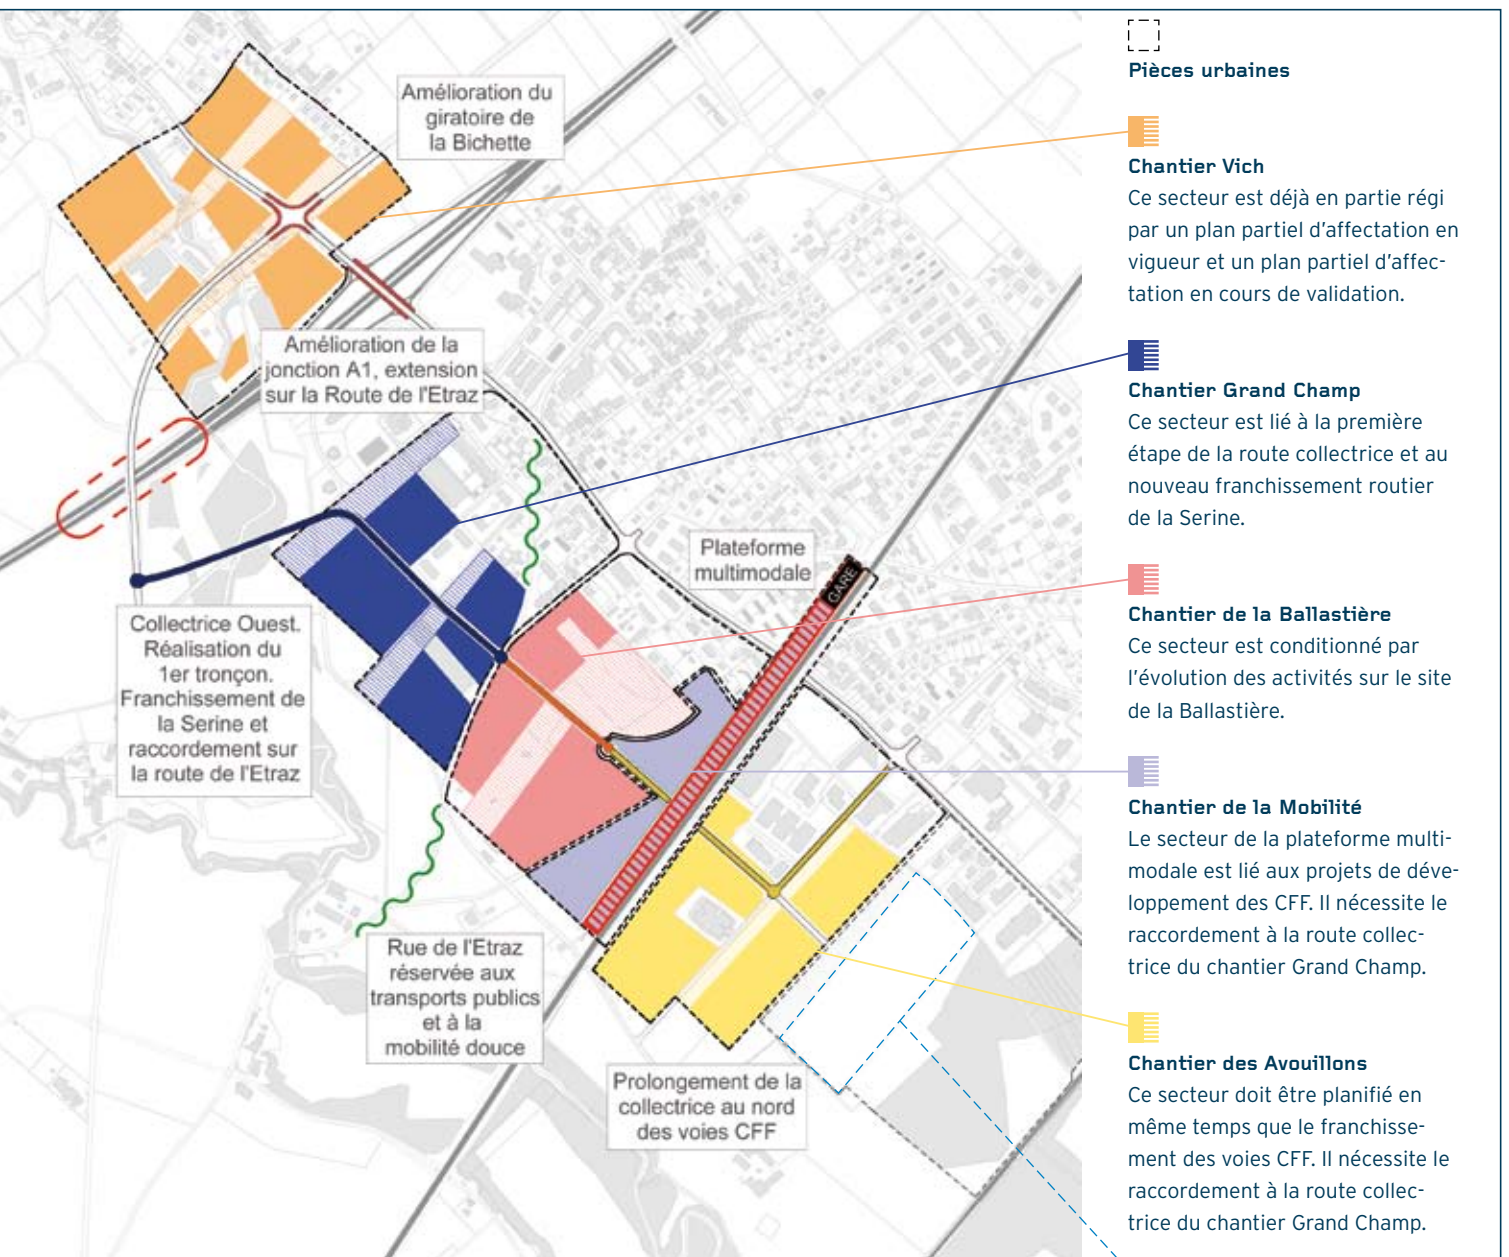 Amélioration du
giratoire de
la Bichette
Amélioration de la
jonction A1, extension
sur la Route de l'Etraz
Plateforme
multimodale
GARE
Collectrice Ouest.
Réalisation du
1er tronçon.
Franchissement de
la Serine et
raccordement sur
la route de l'Etraz
Rue de l'Etraz
réservée aux
transports publics
et à la
mobilité douce
Prolongement de la
collectrice au nord
des voies CFF
Pièces urbaines
Chantier Vich
Ce secteur est déjà en partie régi
par un plan partiel d'affectation en
vigueur et un plan partiel d'affec-
tation en cours de validation.
Chantier Grand Champ
Ce secteur est lié à la première
étape de la route collectrice et au
nouveau franchissement routier
de la Serine.
Chantier de la Ballastière
Ce secteur est conditionné par
l'évolution des activités sur le site
de la Ballastière.
Chantier de la Mobilité
Le secteur de la plateforme multi-
modale est lié aux projets de déve-
loppement des CFF. Il nécessite le
raccordement à la route collec-
trice du chantier Grand Champ.
Chantier des Avouillons
Ce secteur doit être planifié en
même temps que le franchisse-
ment des voies CFF. Il nécessite le
raccordement à la route collec-
trice du chantier Grand Champ.